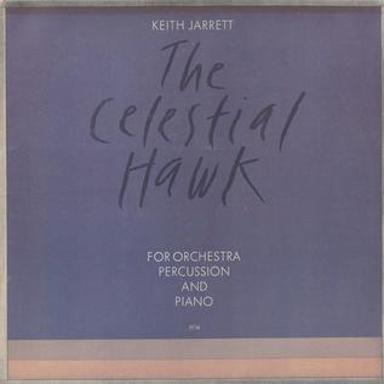 KEITH JARRETT
The
Celestial
Hawk
FOR ORCHESTRA
PERCUSSION
AND
PIANO
ECM